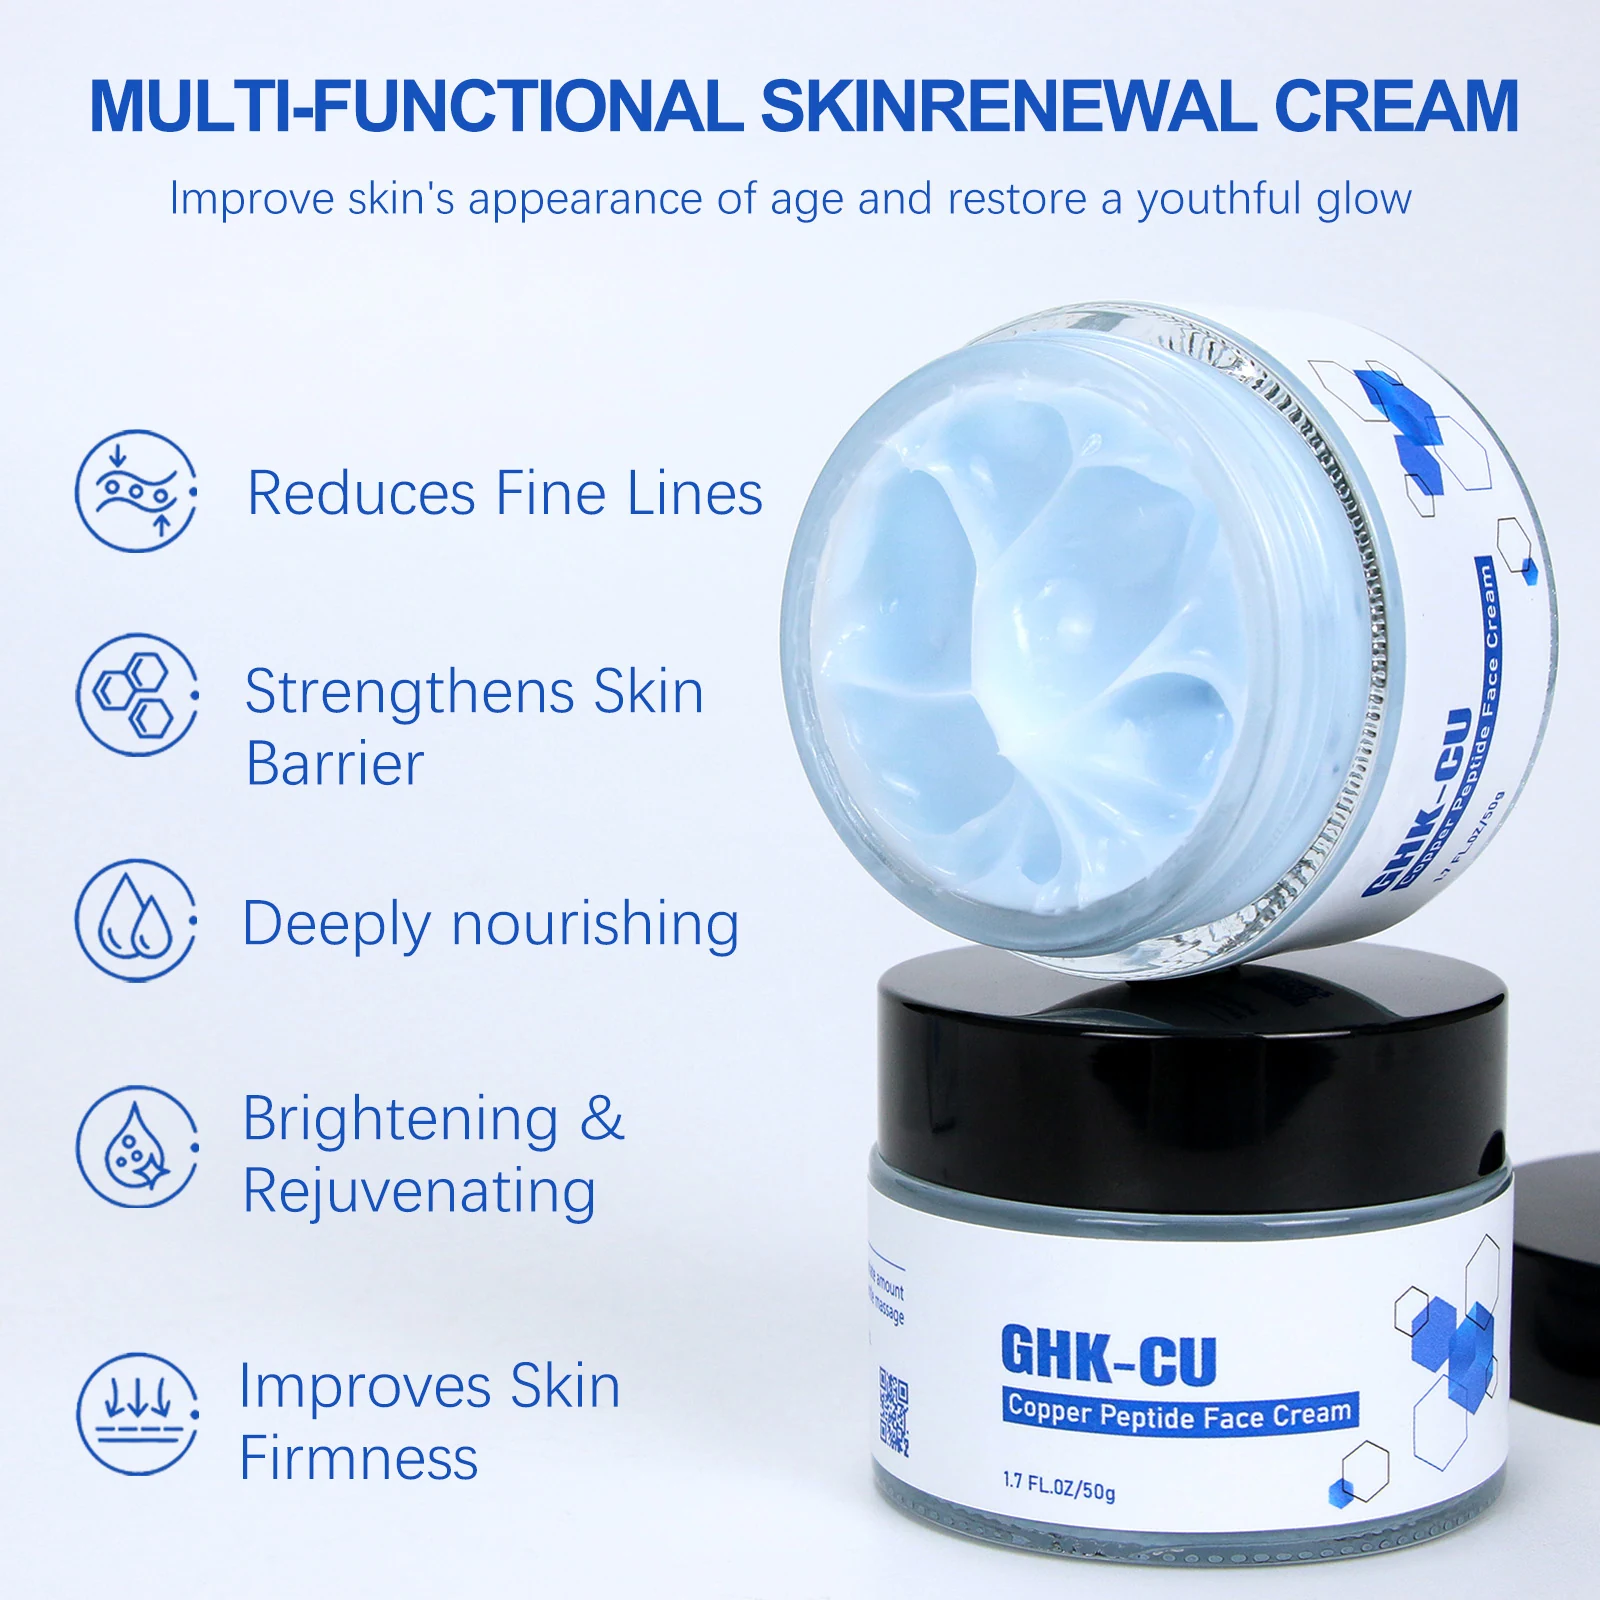 MULTI-FUNCTIONAL SKINRENEWAL CREAM
Improve skin's appearance of age and restore a youthful glow
Reduces Fine Lines
Strengthens Skin
Barrier
Deeply nourishing
Brightening &
Rejuvenating
Improves Skin
Firmness
GHK-CU
Copper Peptide Face Cream
1.7 FL.OZ/50g
amount
massage
GHK-CU
Copper Peptide Face Cream
1.7 FL.OZ/50g